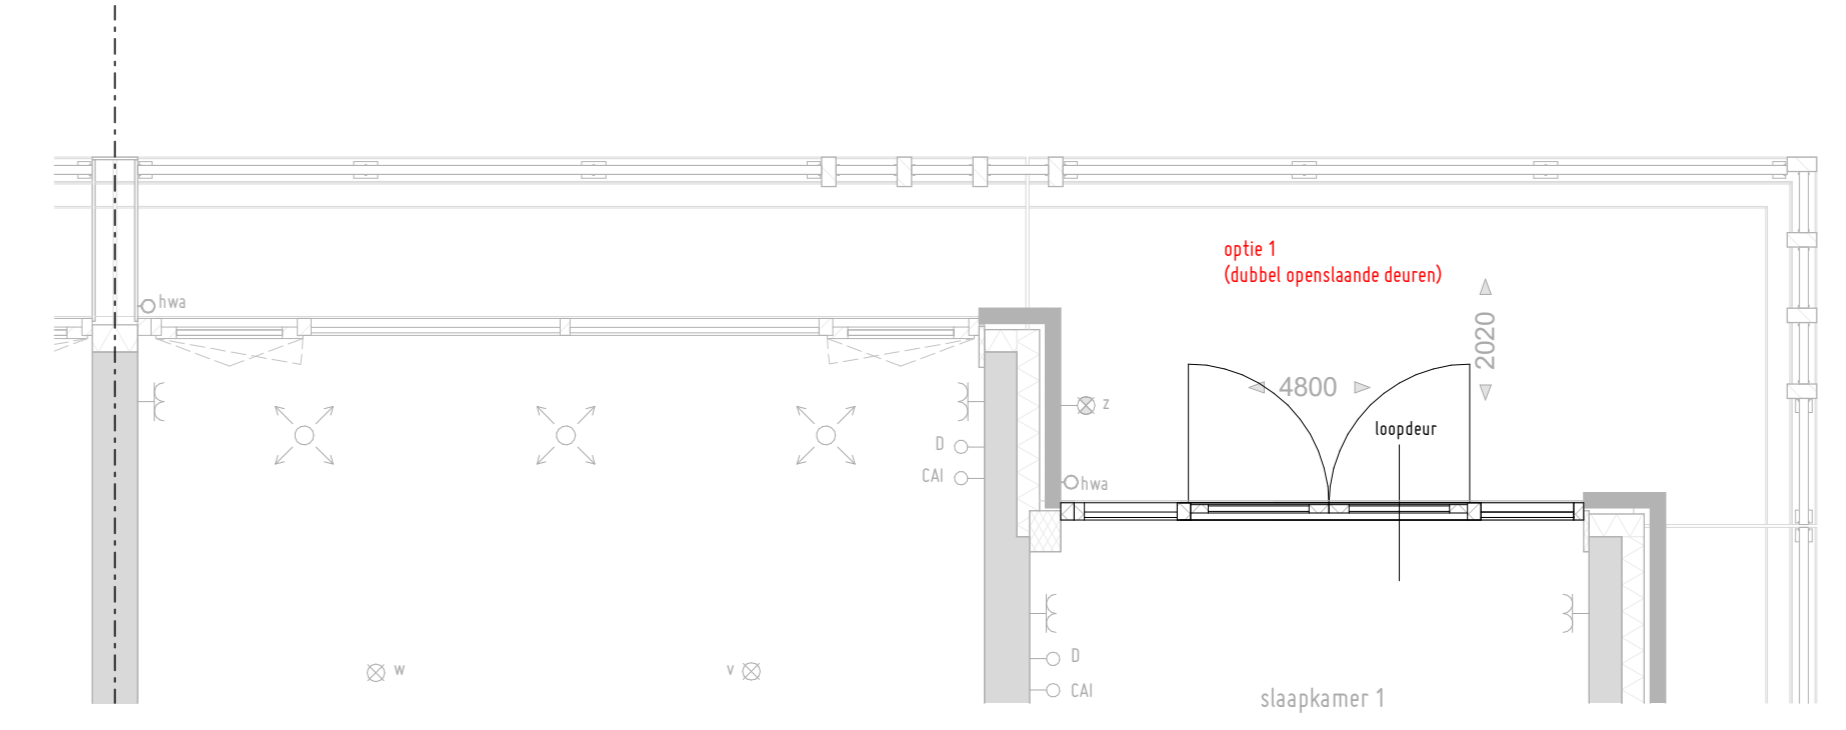 optie 1
(dubbel openslaande deuren)
hwa
2020
4800
z
loopdeur
D
CAI
hwa
D
w
v
CAI
slaapkamer 1